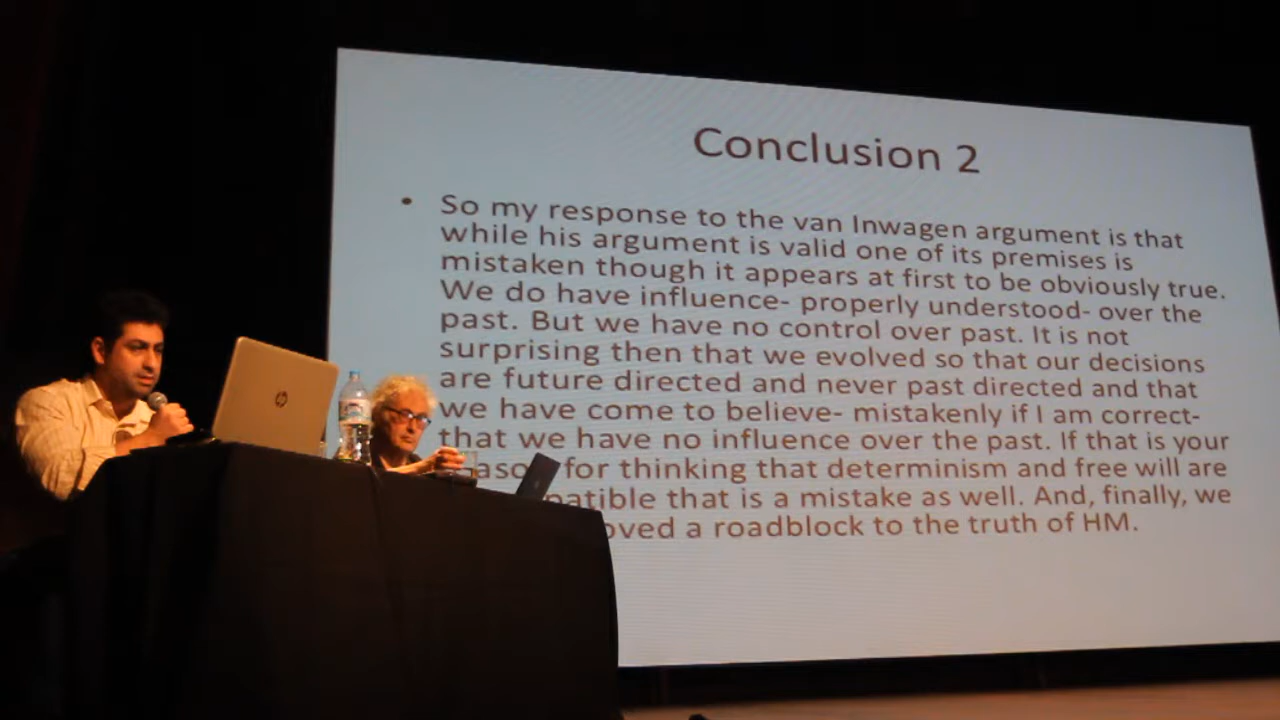 Conclusion 2
• So my response to the van Inwagen argument is that
while his argument is valid one of its premises is
mistaken though it appears at first to be obviously true.
We do have influence- properly understood- over the
past. But we have no control over past. It is not
surprising then that we evolved so that our decisions
are future directed and never past directed and that
we have come to believe- mistakenly if I am correct-
that we have no influence over the past. If that is your
for thinking that determinism and free will are
that is a mistake as well. And, finally, we
a roadblock to the truth of HM.
hp